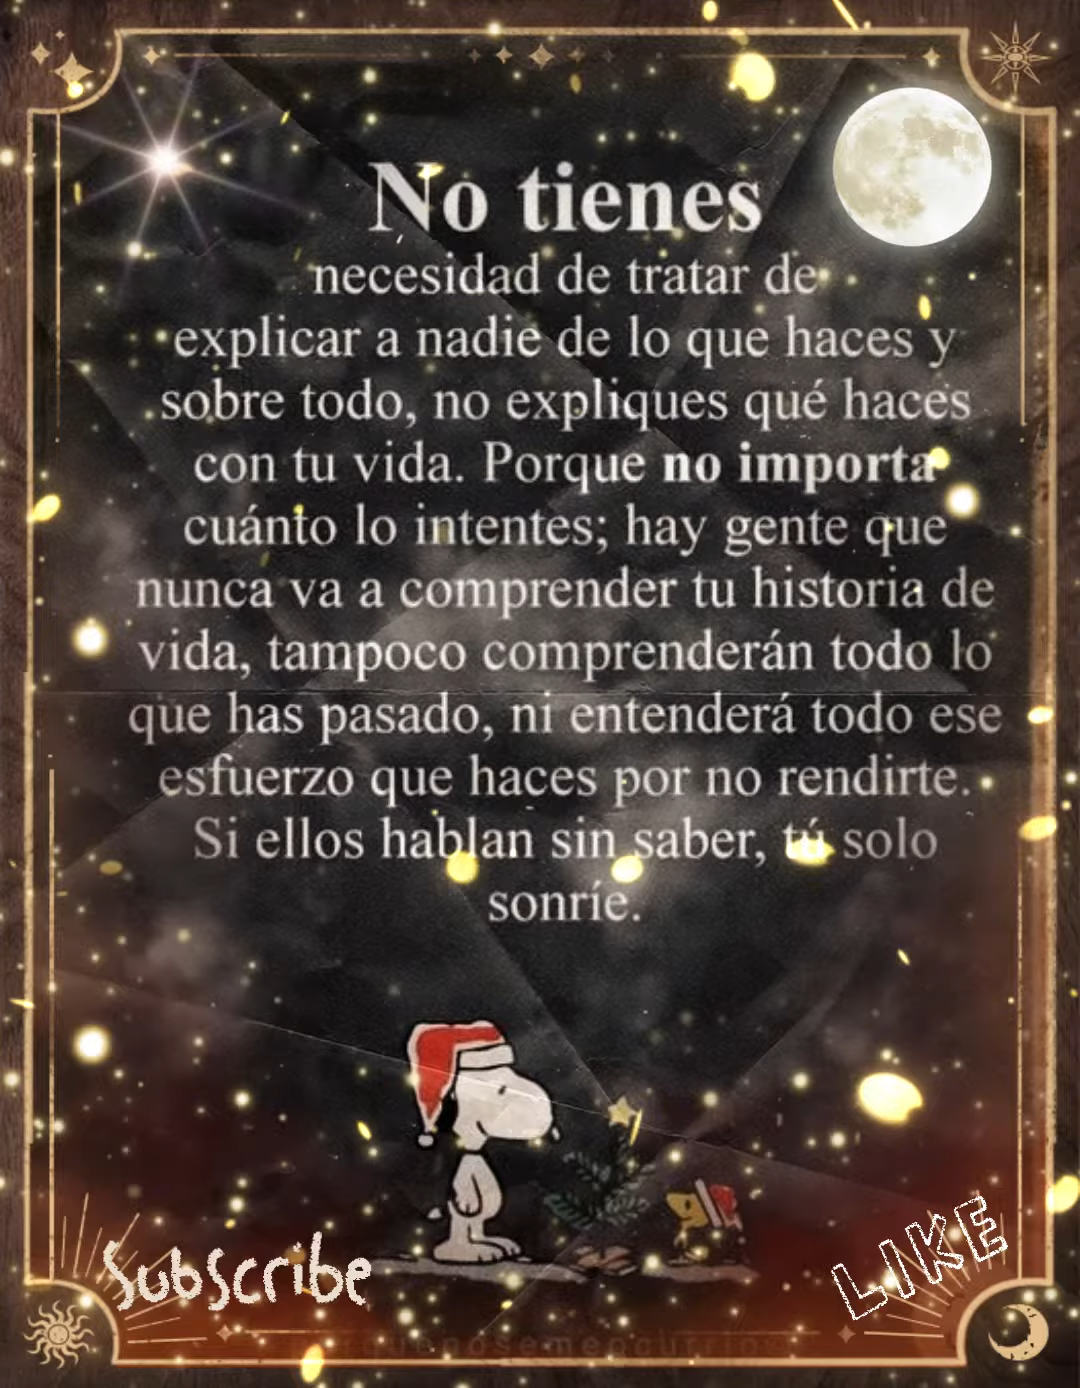 No tienes
necesidad de tratar de
explicar a nadie de lo que haces y
sobre todo, no expliques qué haces
con tu vida. Porque no importa
cuánto lo intentes; hay gente que
nunca va a comprender tu historia de
vida, tampoco comprenderán todo lo
que has pasado, ni entenderá todo ese
esfuerzo que haces por no rendirte.
Si ellos hablan sin saber, tú solo
sonríe.
Subscribe
LIKE